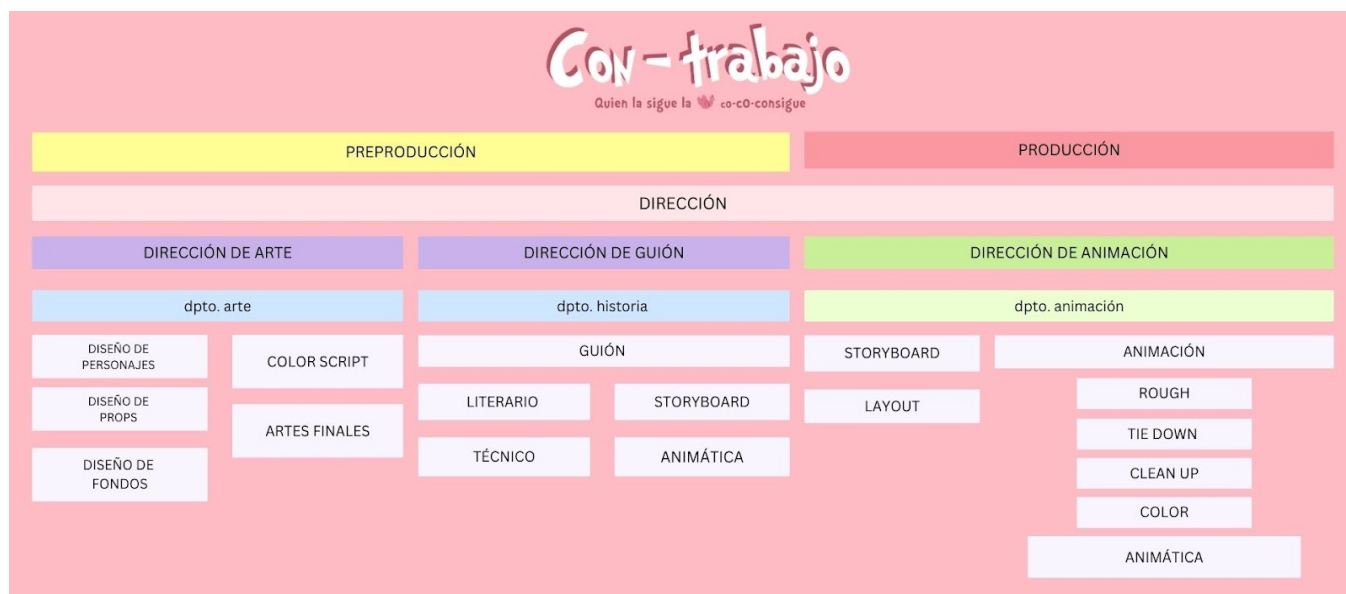 Con - trabajo
Quien la sigue la co-co-consigue
PREPRODUCCIÓN
PRODUCCIÓN
DIRECCIÓN
DIRECCIÓN DE ARTE
DIRECCIÓN DE GUIÓN
DIRECCIÓN DE ANIMACIÓN
dpto. arte
dpto. historia
dpto. animación
DISEÑO DE
PERSONAJES
DISEÑO DE
PROPS
DISEÑO DE
FONDOS
COLOR SCRIPT
ARTES FINALES
GUIÓN
LITERARIO
TÉCNICO
STORYBOARD
ANIMÁTICA
STORYBOARD
LAYOUT
ANIMACIÓN
ROUGH
TIE DOWN
CLEAN UP
COLOR
ANIMÁTICA